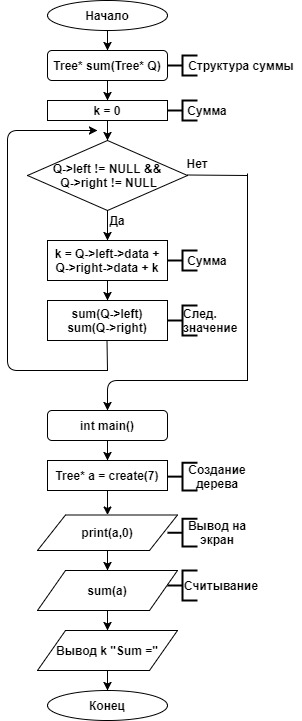 Начало
Tree* sum(Tree* Q)
Структура суммы
k = 0
Сумма
Q->left != NULL &&
Q->right != NULL
Нет
Да
k = Q->left->data +
Q->right->data + k
Сумма
sum(Q->left)
sum(Q->right)
След.
значение
int main()
Tree* a = create(7)
Создание
дерева
print(a,0)
Вывод на
экран
sum(a)
Считывание
Вывод k "Sum ="
Конец